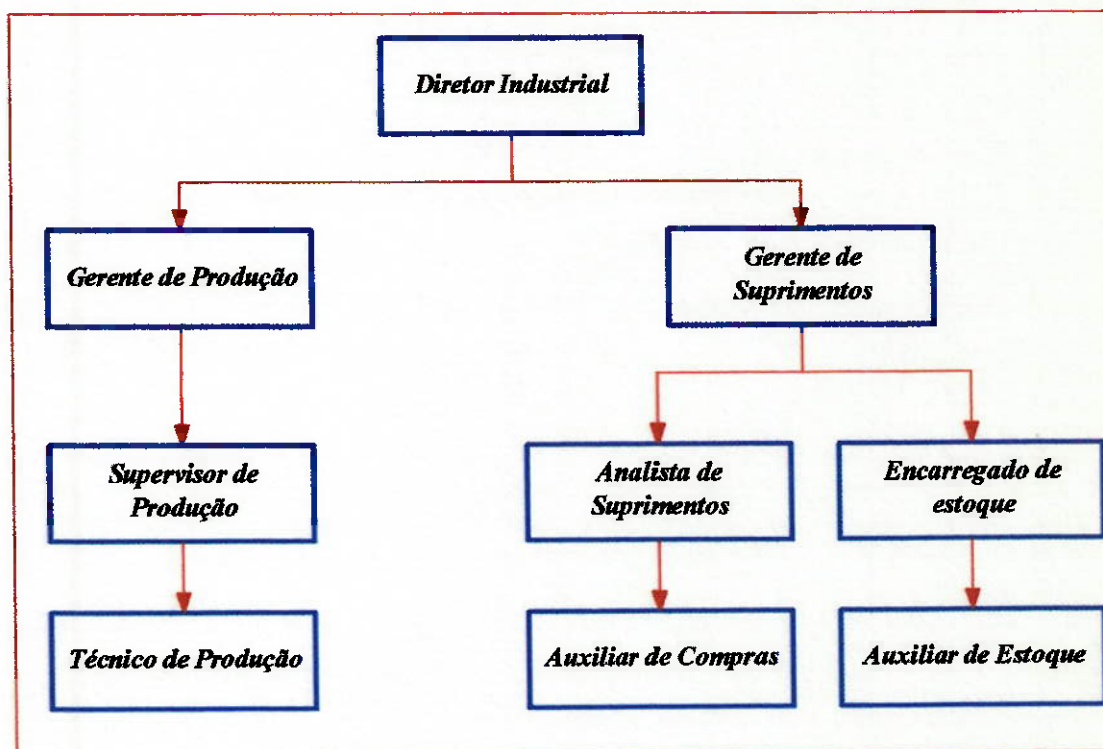 Diretor Industrial
Gerente de Produção
Gerente de
Suprimentos
Supervisor de
Produção
Analista de
Suprimentos
Encarregado de
estoque
Técnico de Produção
Auxiliar de Compras
Auxiliar de Estoque